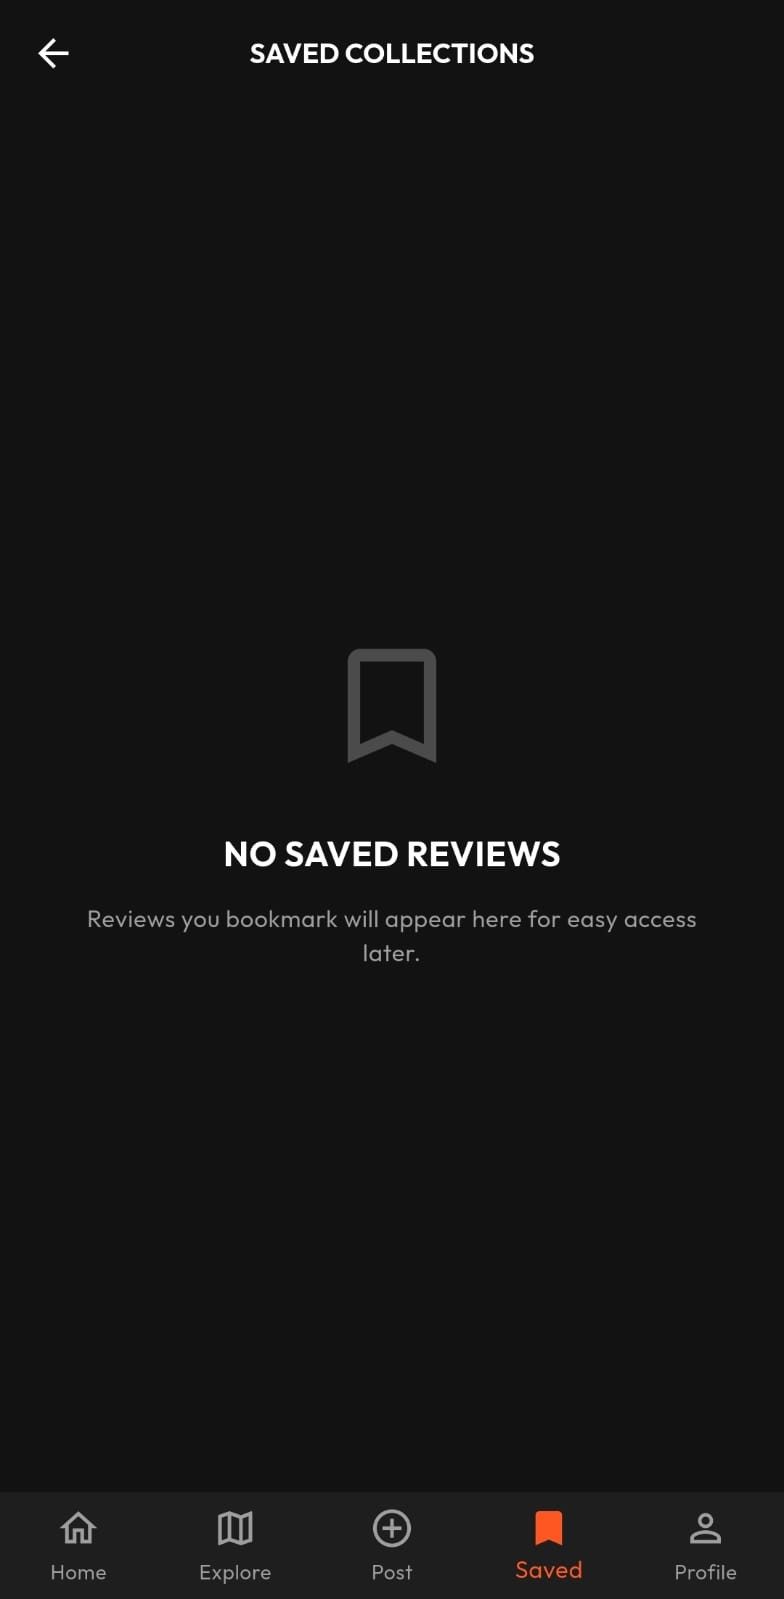 SAVED COLLECTIONS
NO SAVED REVIEWS
Reviews you bookmark will appear here for easy access
later.
Home
Explore
Post
Saved
Profile